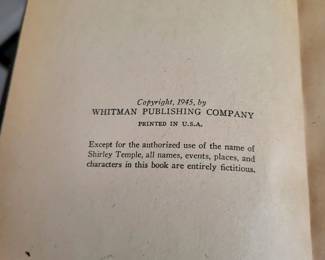 Copyright, 1945, by
WHITMAN PUBLISHING COMPANY
PRINTED IN U.S.A.
Except for the authorized use of the name of
Shirley Temple, all names, events, places, and
characters in this book are entirely fictitious.